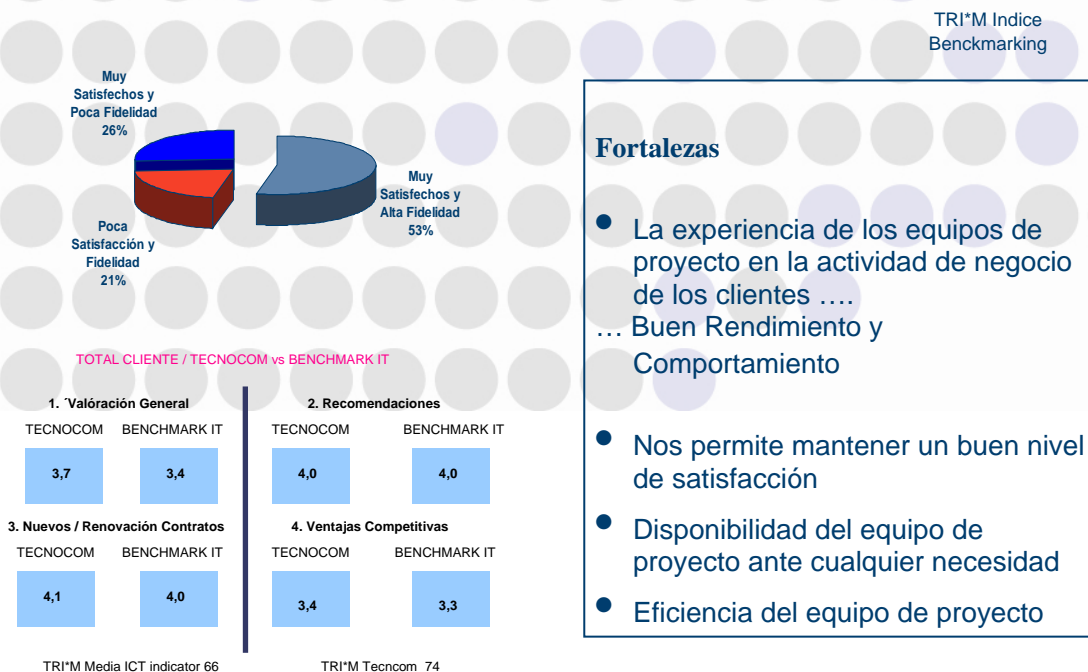 TRI*M Indice
Benckmarking
Muy
Satisfechos y
Poca Fidelidad
26%
Muy
Satisfechos y
Alta Fidelidad
53%
Poca
Satisfacción y
Fidelidad
21%
TOTAL CLIENTE / TECNOCOM vs BENCHMARK IT
1. ´Valóración General
TECNOCOM BENCHMARK IT
3,7 3,4
2. Recomendaciones
TECNOCOM BENCHMARK IT
4,0 4,0
3. Nuevos / Renovación Contratos
TECNOCOM BENCHMARK IT
4,1 4,0
4. Ventajas Competitivas
TECNOCOM BENCHMARK IT
3,4 3,3
TRI*M Media ICT indicator 66
TRI*M Tecncom 74
Fortalezas
• La experiencia de los equipos de
proyecto en la actividad de negocio
de los clientes ….
… Buen Rendimiento y
Comportamiento
• Nos permite mantener un buen nivel
de satisfacción
• Disponibilidad del equipo de
proyecto ante cualquier necesidad
• Eficiencia del equipo de proyecto